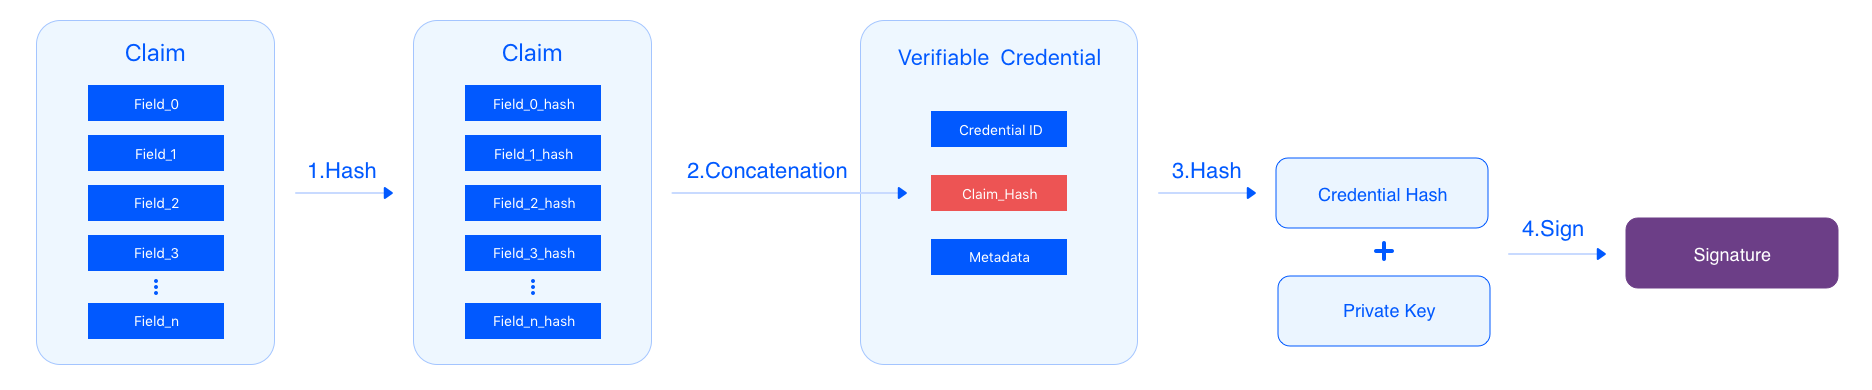 Claim
Field_0
Field_1
Field_2
Field_3
Field_n
1.Hash
Claim
Field_0_hash
Field_1_hash
Field_2_hash
Field_3_hash
Field_n_hash
2.Concatenation
Verifiable Credential
Credential ID
Claim_Hash
Metadata
3.Hash
Credential Hash
+
Private Key
4.Sign
Signature